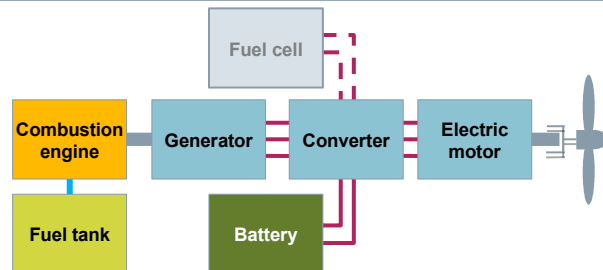 Fuel cell
Combustion
engine
Generator
Converter
Electric
motor
Fuel tank
Battery